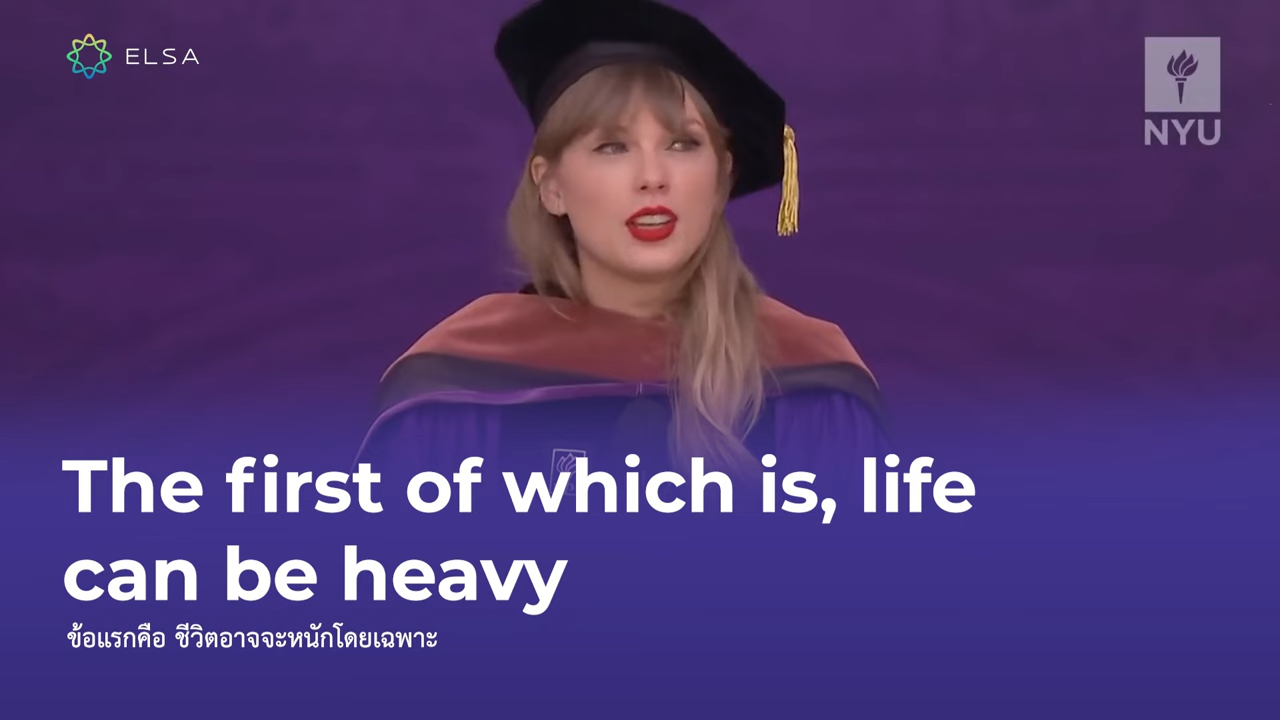 ELSA
NYU
The first of which is, life
can be heavy
ข้อแรกคือ ชีวิตอาจจะหนักโดยเฉพาะ